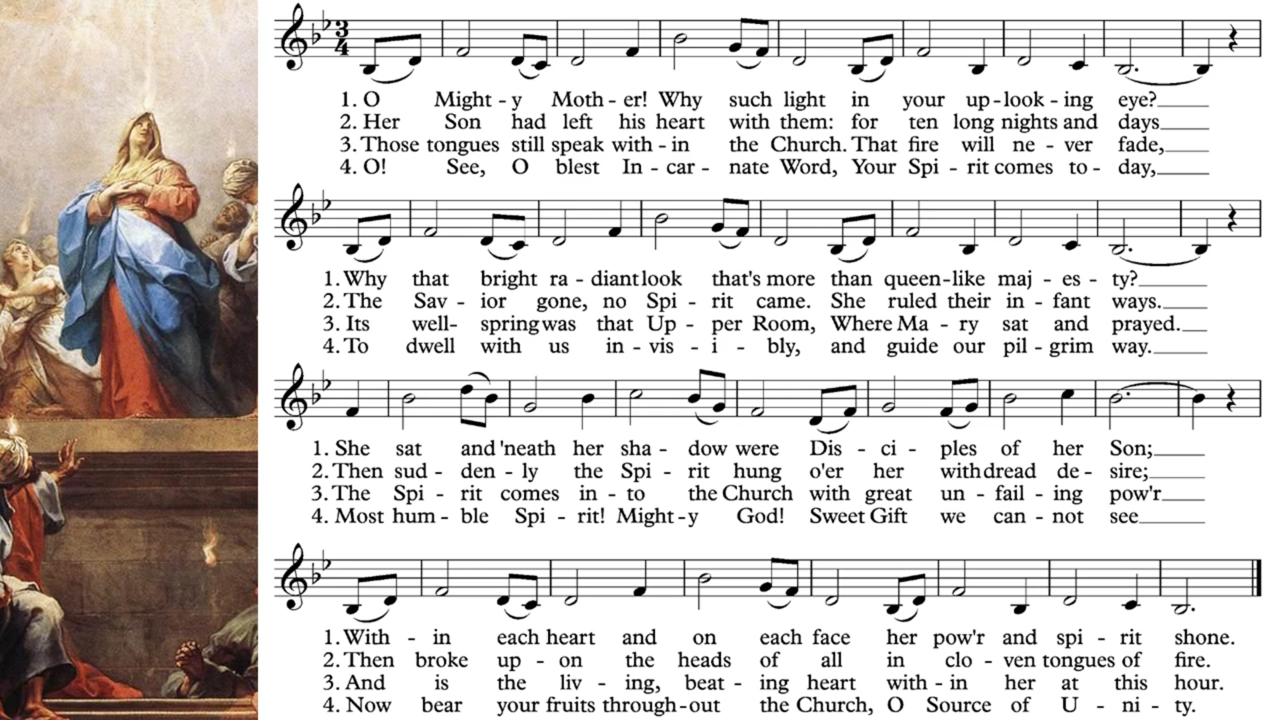 3
4
1. O Might - y Moth - er! Why such light in your up - look - ing eye?
2. Her Son had left his heart with them: for ten long nights and days
3. Those tongues still speak with - in the Church. That fire will ne - ver fade,
4. O! See, O blest In - car - nate Word, Your Spi - rit comes to - day,
1. Why that bright ra - diant look that's more than queen-like maj - es - ty?
2. The Sav - ior gone, no Spi - rit came. She ruled their in - fant ways.
3. Its well- spring was that Up - per Room, Where Ma - ry sat and prayed.
4. To dwell with us in - vis - i - bly, and guide our pil - grim way.
1. She sat and 'neath her sha - dow were Dis - ci - ples of her Son;
2. Then sud - den - ly the Spi - rit hung o'er her with dread de - sire;
3. The Spi - rit comes in - to the Church with great un - fail - ing pow'r
4. Most hum - ble Spi - rit! Might - y God! Sweet Gift we can - not see
1. With - in each heart and on each face her pow'r and spi - rit shone.
2. Then broke up - on the heads of all in clo - ven tongues of fire.
3. And is the liv - ing, beat - ing heart with - in her at this hour.
4. Now bear your fruits through - out the Church, O Source of U - ni - ty.